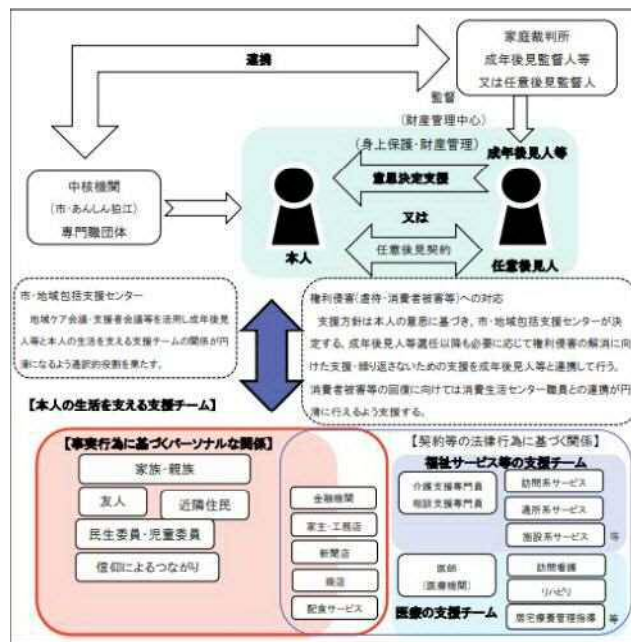 家庭裁判所
成年後見監督人等
又は任意後見監督人
連携
監督
(財産管理中心)
(身上保護・財産管理)
成年後見人等
中核機関
(市・あんしん狛江)
専門職団体
意思決定支援
又は
任意後見契約
本人
任意後見人
市・地域包括支援センター
地域ケア会議・支援者会議等を活用し成年後見
人等と本人の生活を支える支援チームの関係が円
滑になるよう通訳的役割を果たす。
権利侵害(虐待・消費者被害等)への対応
支援方針は本人の意思に基づき、市・地域包括支援センターが決
定する。成年後見人等選任以降も必要に応じて権利侵害の解消に向
けた支援・繰り返さないための支援を成年後見人等と連携して行う。
消費者被害等の回復に向けては消費生活センター職員との連携が円
滑に行えるよう支援する。
【本人の生活を支える支援チーム】
【事実行為に基づくパーソナルな関係】
家族・親族
友人
近隣住民
民生委員・児童委員
信仰によるつながり
金融機関
家主・工務店
新聞店
商店
配食サービス
【契約等の法律行為に基づく関係】
福祉サービス等の支援チーム
介護支援専門員
相談支援専門員
訪問系サービス
通所系サービス
施設系サービス
等
医師
(医療機関)
訪問看護
リハビリ
居宅療養管理指導
等
医療の支援チーム